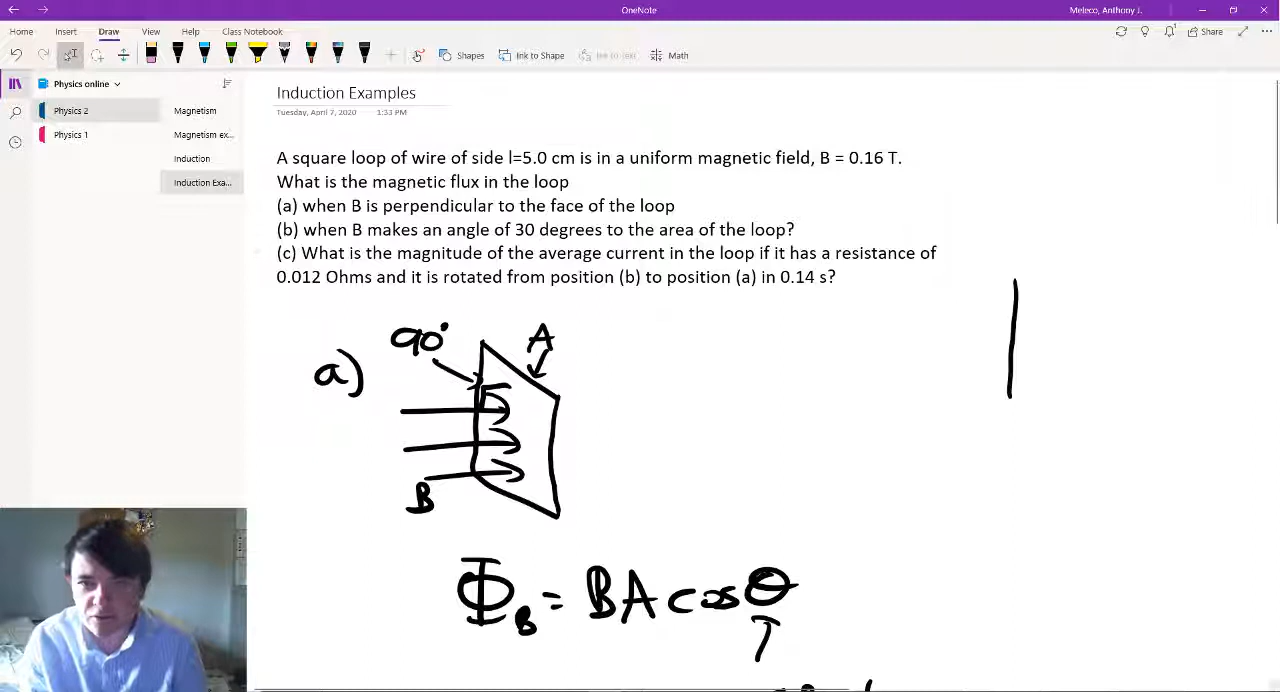 OneNote
Meleco, Anthony J.
Home Insert Draw View Help Class Notebook
Share
Shapes Ink to Shape Ink to Text Math
Physics online
Physics 2
Physics 1
Magnetism
Magnetism ex...
Induction
Induction Exa...
Induction Examples
Tuesday, April 7, 2020 1:33 PM
A square loop of wire of side l=5.0 cm is in a uniform magnetic field, B = 0.16 T.
What is the magnetic flux in the loop
(a) when B is perpendicular to the face of the loop
(b) when B makes an angle of 30 degrees to the area of the loop?
(c) What is the magnitude of the average current in the loop if it has a resistance of
0.012 Ohms and it is rotated from position (b) to position (a) in 0.14 s?
a)
90°
A
B
Φ_B = BA cos θ